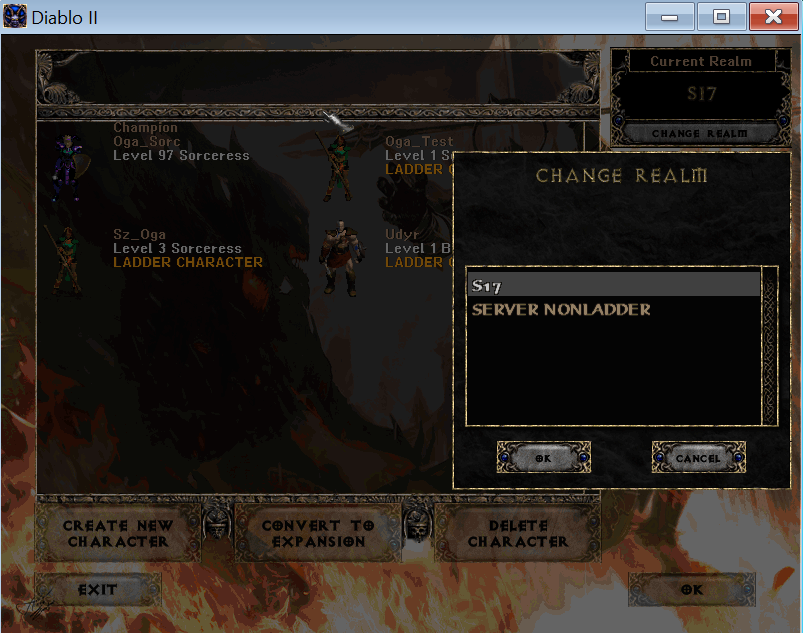 Diablo II
Current Realm
S17
CHANGE REALM
Champion
Oga_Sorc
Level 97 Sorceress
Oga_Test
Level 1 S
LADDER C
Sz_Oga
Level 3 Sorceress
LADDER CHARACTER
Udyr
Level 1 B
LADDER C
CHANGE REALM
S17
SERVER NONLADDER
OK
CANCEL
CREATE NEW
CHARACTER
CONVERT TO
EXPANSION
DELETE
CHARACTER
EXIT
OK